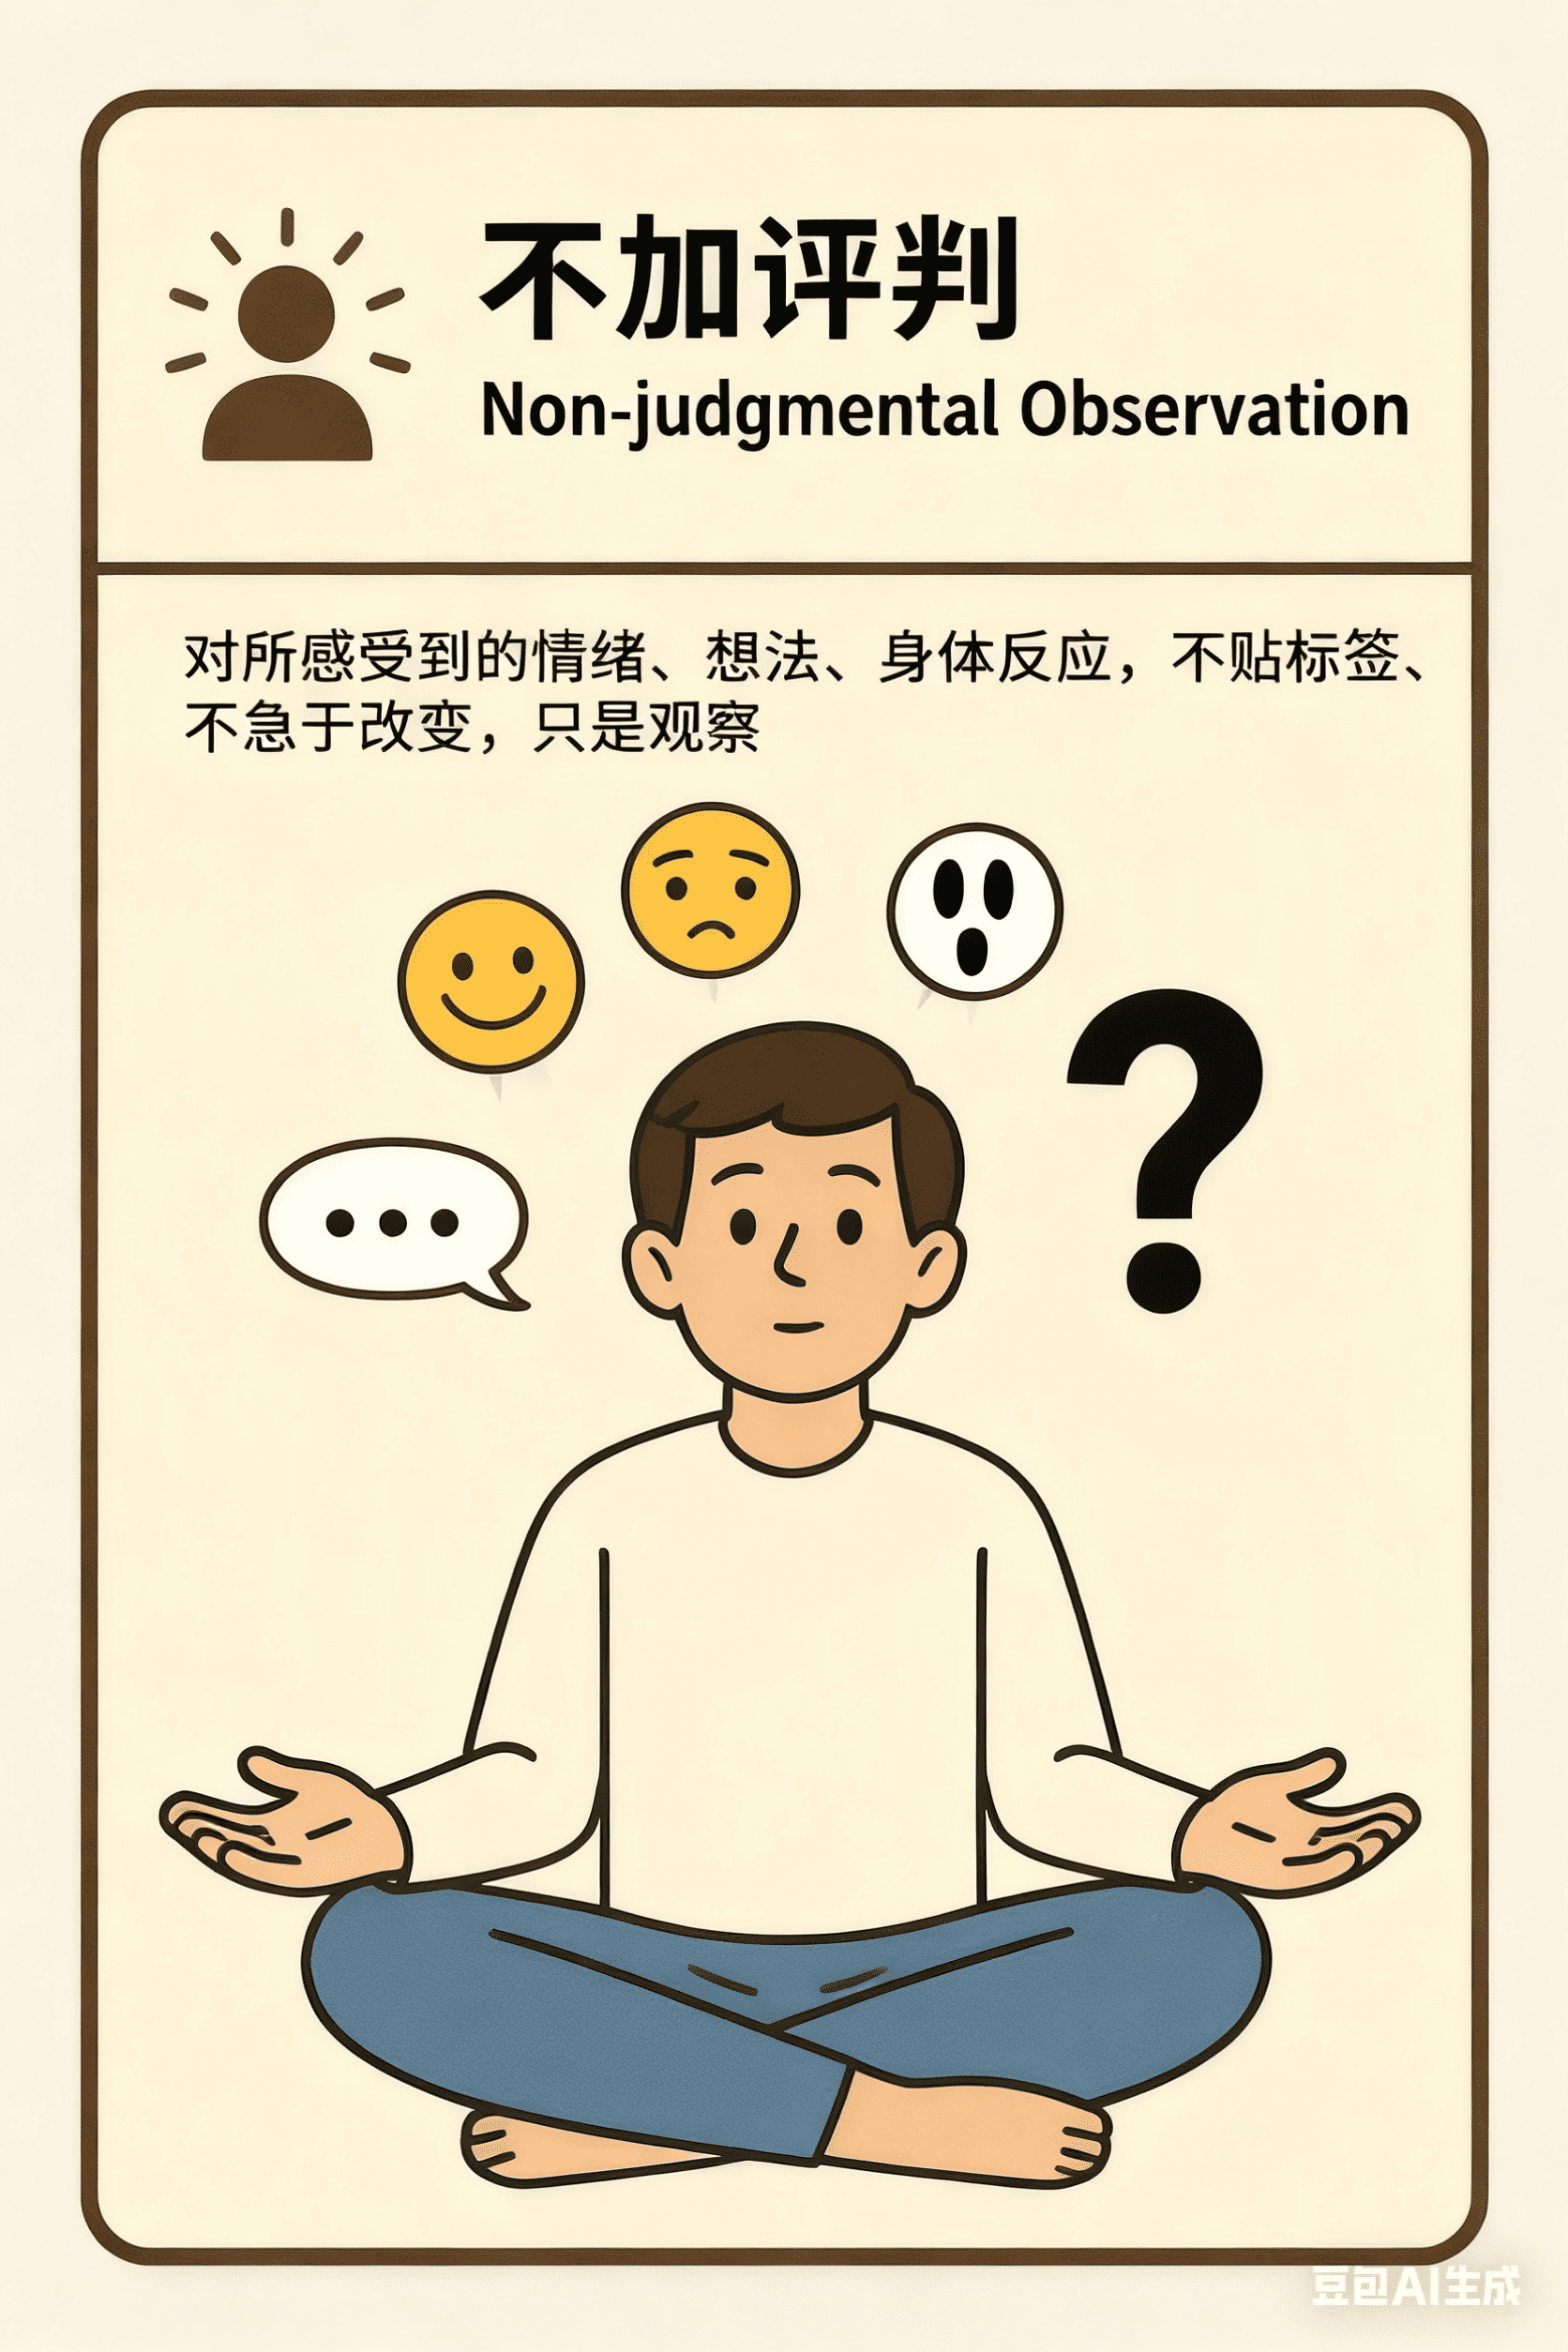 不加评判
Non-judgmental Observation
对所感受到的情绪、想法、身体反应，不贴标签、
不急于改变，只是观察
?
豆包AI生成